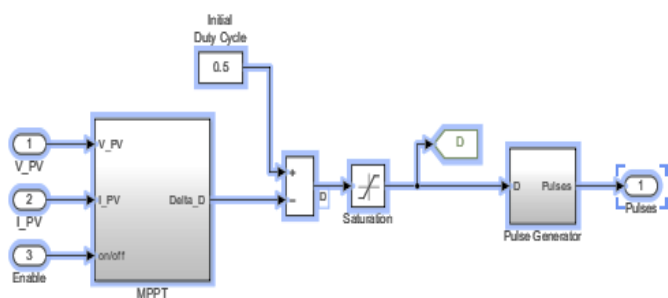 Initial
Duty Cycle
0.5
1
V_PV
2
I_PV
3
Enable
V_PV
I_PV
on/off
Delta_D
MPPT
+
−
D
Saturation
D
D
Pulses
Pulse Generator
1
Pulses